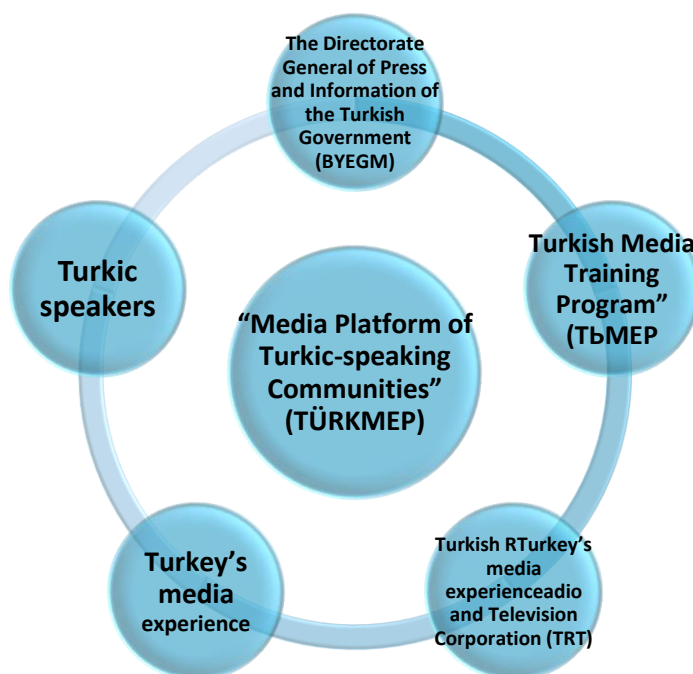 The Directorate
General of Press
and Information of
the Turkish
Government
(BYEGM)
Turkish Media
Training
Program”
(TЬMEP
Turkish RTurkey’s
media
experienceadio
and Television
Corporation (TRT)
Turkey’s
media
experience
Turkic
speakers
“Media Platform of
Turkic-speaking
Communities”
(TÜRKMEP)